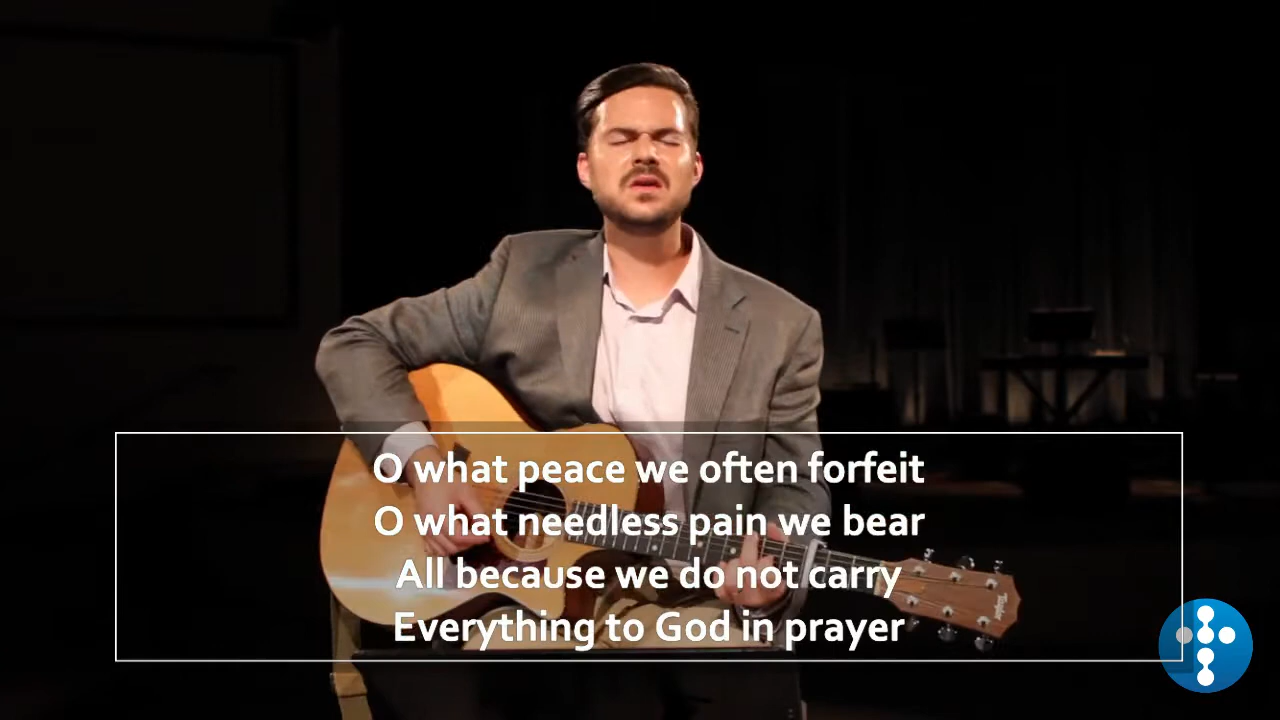 O what peace we often forfeit
O what needless pain we bear
All because we do not carry
Everything to God in prayer
Taylor